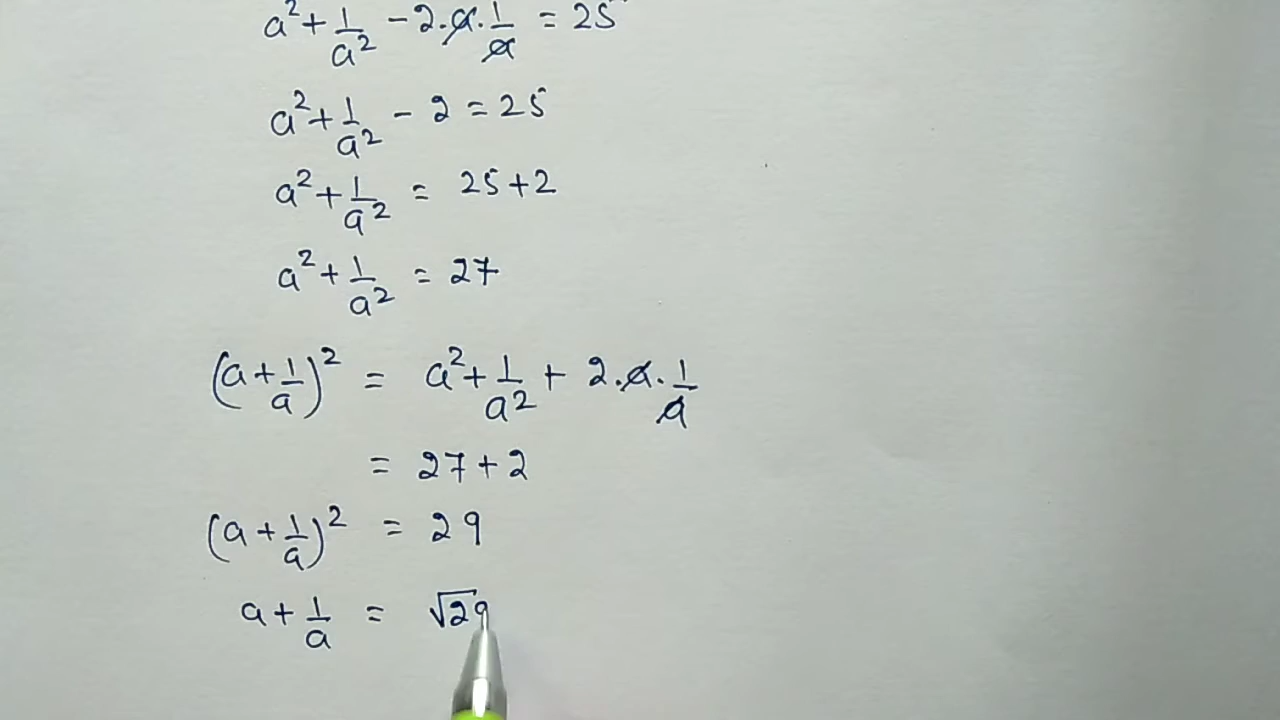 a² + 1/a² - 2·a·1/a = 25
a² + 1/a² - 2 = 25
a² + 1/a² = 25+2
a² + 1/a² = 27
(a + 1/a)² = a² + 1/a² + 2·a·1/a
= 27+2
(a + 1/a)² = 29
a + 1/a = √29